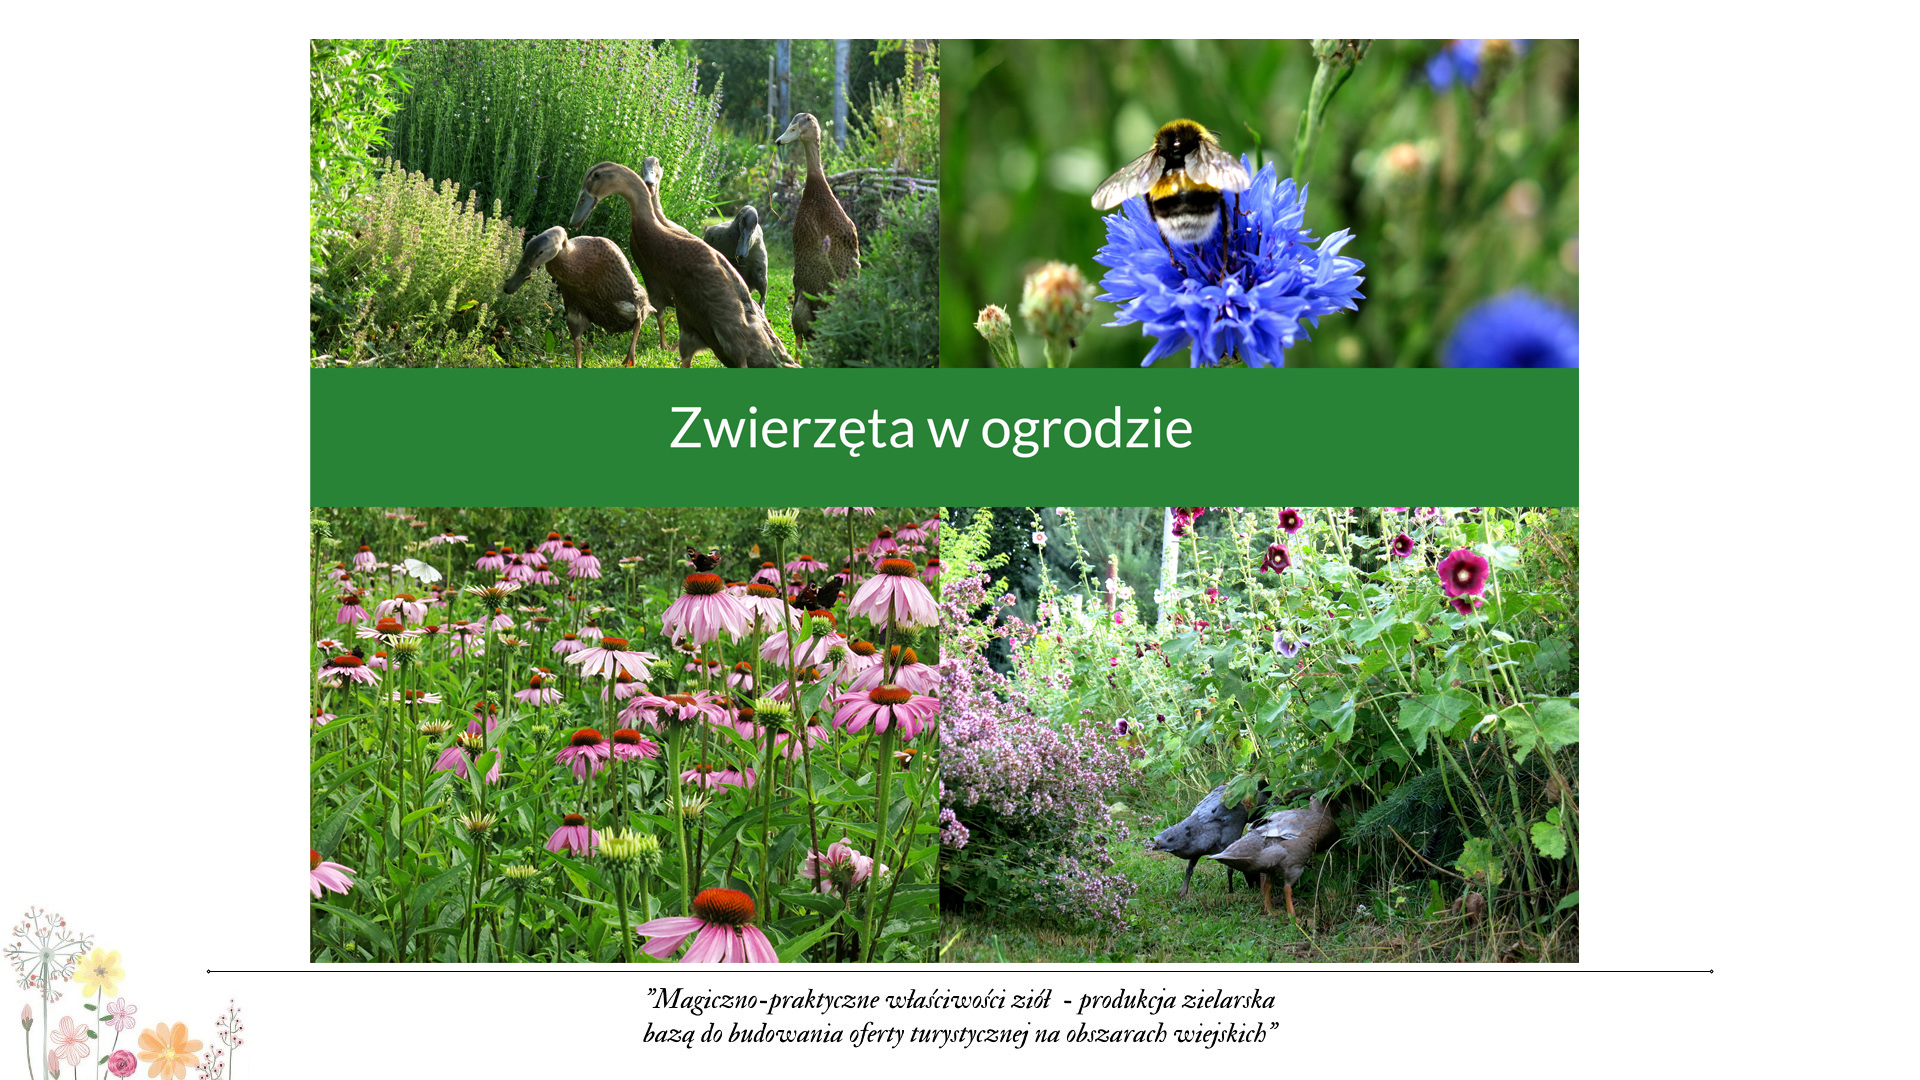 Zwierzęta w ogrodzie
”Magiczno-praktyczne właściwości ziół - produkcja zielarska
bazą do budowania oferty turystycznej na obszarach wiejskich”